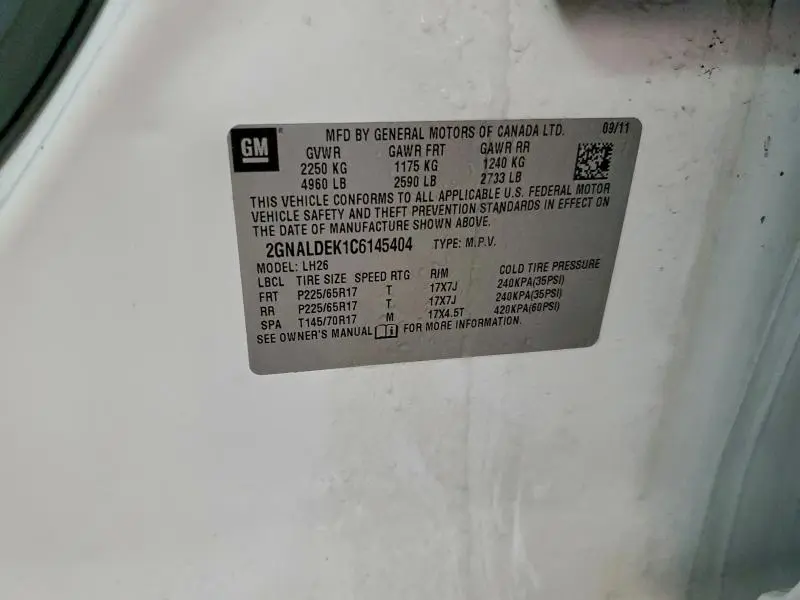 GM
MFD BY GENERAL MOTORS OF CANADA LTD. 09/11
GVWR GAWR FRT GAWR RR
2250 KG 1175 KG 1240 KG
4960 LB 2590 LB 2733 LB
THIS VEHICLE CONFORMS TO ALL APPLICABLE U.S. FEDERAL MOTOR
VEHICLE SAFETY AND THEFT PREVENTION STANDARDS IN EFFECT ON
THE DATE OF MANUFACTURE SHOWN ABOVE.
2GNALDEK1C6145404 TYPE: M.P.V.
MODEL: LH26
LBCL TIRE SIZE SPEED RTG R/M COLD TIRE PRESSURE
FRT P225/65R17 T 17X7J 240KPA(35PSI)
RR P225/65R17 T 17X7J 240KPA(35PSI)
SPA T145/70R17 M 17X4.5T 420KPA(60PSI)
SEE OWNER'S MANUAL FOR MORE INFORMATION.